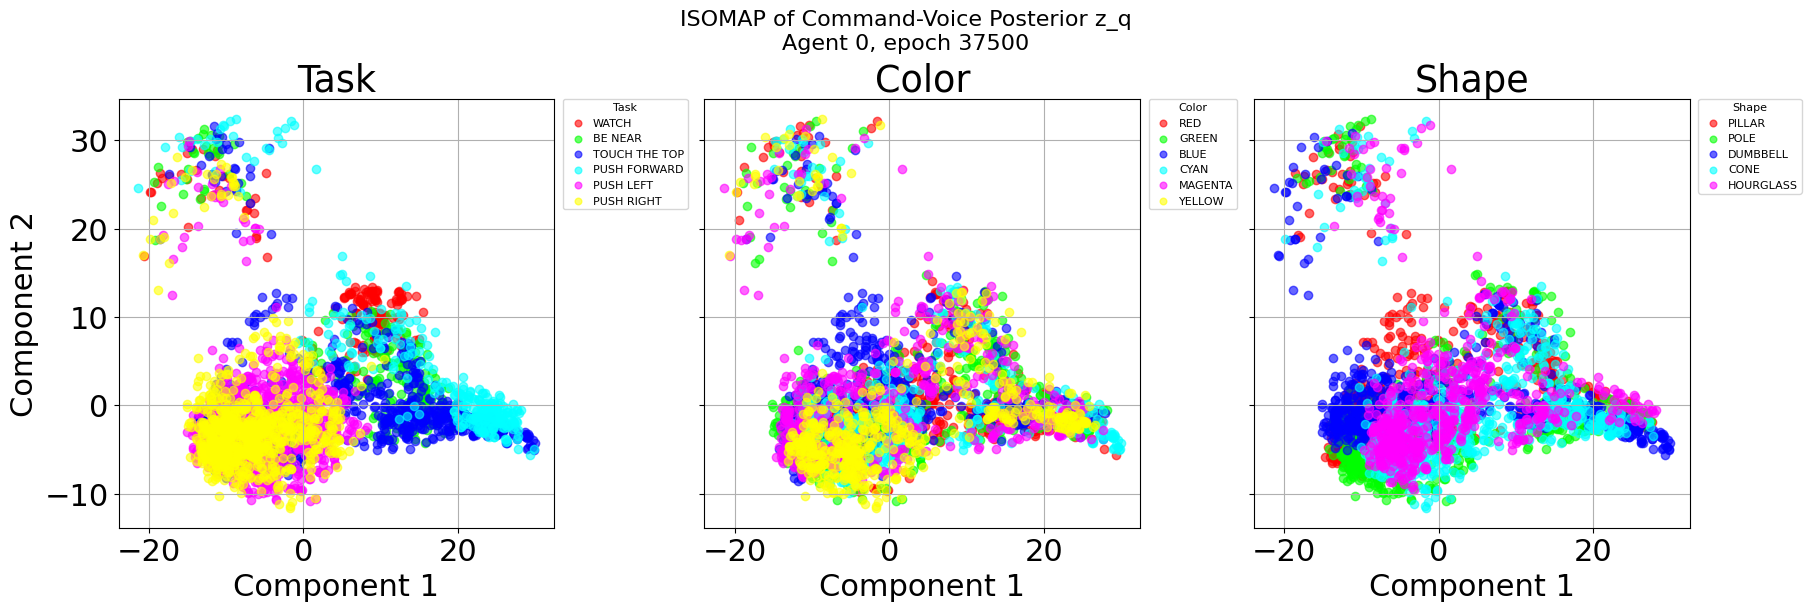 ISOMAP of Command-Voice Posterior z_q
Agent 0, epoch 37500
Task
Color
Shape
Task
WATCH
BE NEAR
TOUCH THE TOP
PUSH FORWARD
PUSH LEFT
PUSH RIGHT
Color
RED
GREEN
BLUE
CYAN
MAGENTA
YELLOW
Shape
PILLAR
POLE
DUMBBELL
CONE
HOURGLASS
Component 2
30
20
10
0
−10
−20 0 20
−20 0 20
−20 0 20
Component 1
Component 1
Component 1